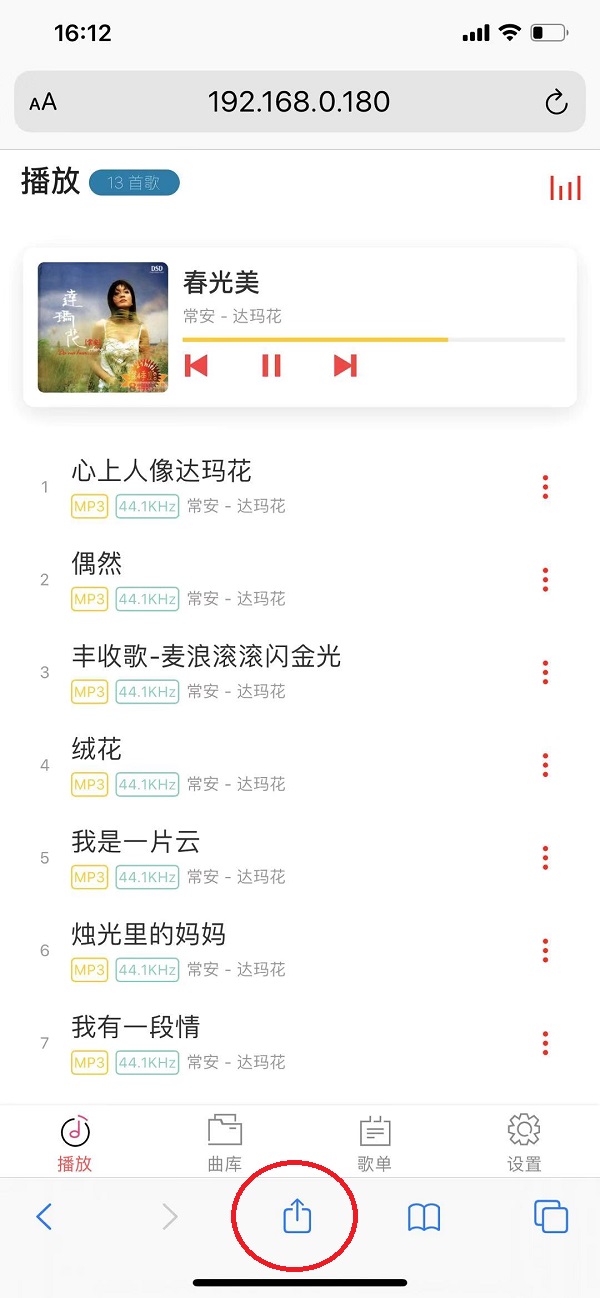 16:12
AA 192.168.0.180
播放 13 首歌
DSD
達瑪花
春光美
常安 - 达玛花
1 心上人像达玛花
MP3 44.1KHz 常安 - 达玛花
2 偶然
MP3 44.1KHz 常安 - 达玛花
3 丰收歌-麦浪滚滚闪金光
MP3 44.1KHz 常安 - 达玛花
4 绒花
MP3 44.1KHz 常安 - 达玛花
5 我是一片云
MP3 44.1KHz 常安 - 达玛花
6 烛光里的妈妈
MP3 44.1KHz 常安 - 达玛花
7 我有一段情
MP3 44.1KHz 常安 - 达玛花
播放 曲库 歌单 设置